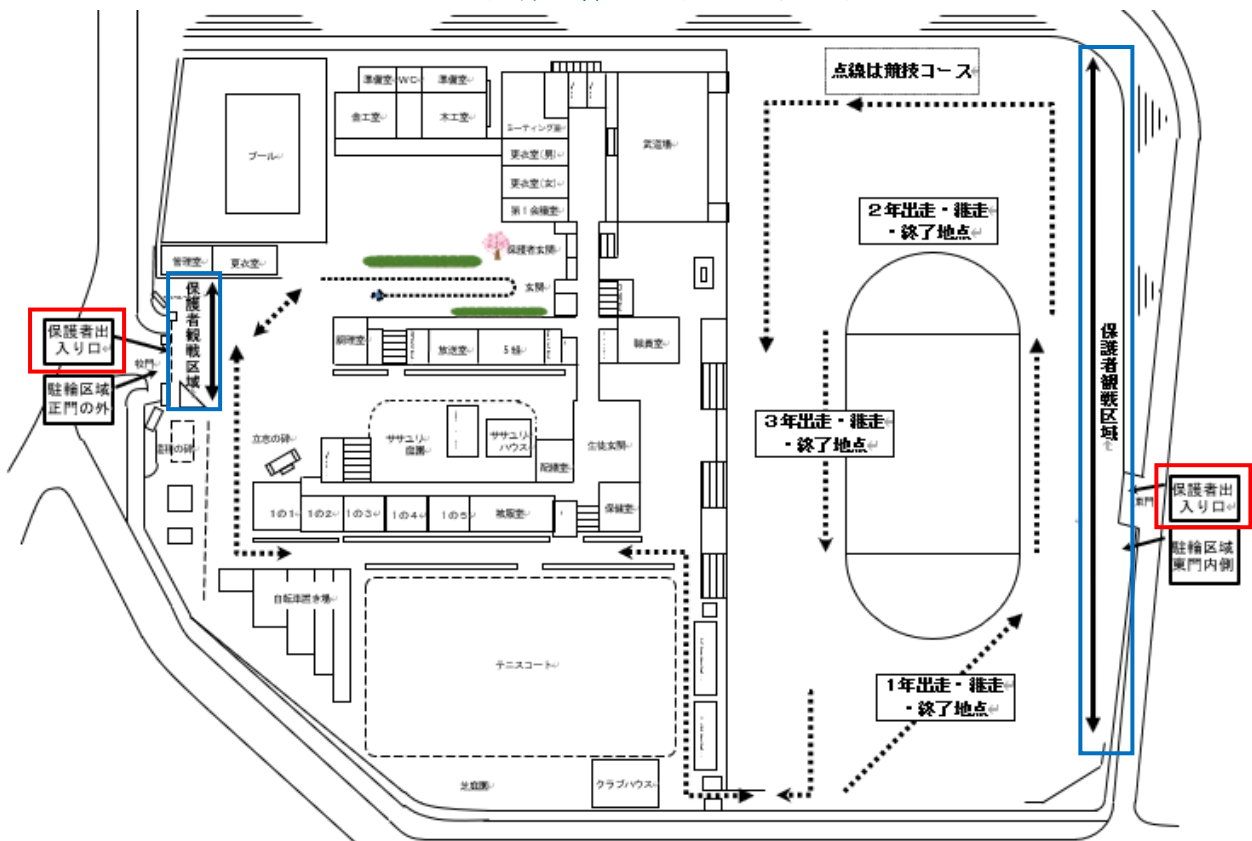 点線は競技コース
準備室
WC
準備室
金工室
木工室
プール
ミーティング室
武道場
更衣室(男)
更衣室(女)
第1会議室
2年出走・継走
・終了地点
保護者玄関
管理室
更衣室
玄関
保護者観戦区域
保護者出
入り口
校門
駐輪区域
正門の外
調理室
放送室
5組
職員室
保護者観戦区域
3年出走・継走
・終了地点
立志の碑
ササユリ
庭園
ササユリ
ハウス
配膳室
生徒玄関
保護者出
入り口
東門
駐輪区域
東門内側
1の1
1の2
1の3
1の4
1の5
被服室
保健室
自転車置き場
テニスコート
1年出走・継走
・終了地点
芝庭園
クラブハウス